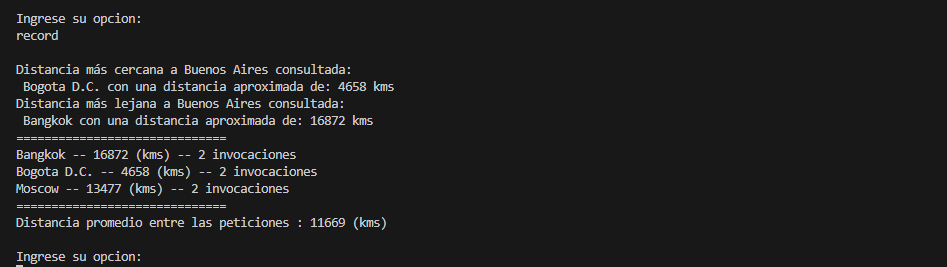 Ingrese su opcion:
record
Distancia más cercana a Buenos Aires consultada:
Bogota D.C. con una distancia aproximada de: 4658 kms
Distancia más lejana a Buenos Aires consultada:
Bangkok con una distancia aproximada de: 16872 kms
==============================
Bangkok -- 16872 (kms) -- 2 invocaciones
Bogota D.C. -- 4658 (kms) -- 2 invocaciones
Moscow -- 13477 (kms) -- 2 invocaciones
==============================
Distancia promedio entre las peticiones : 11669 (kms)
Ingrese su opcion: